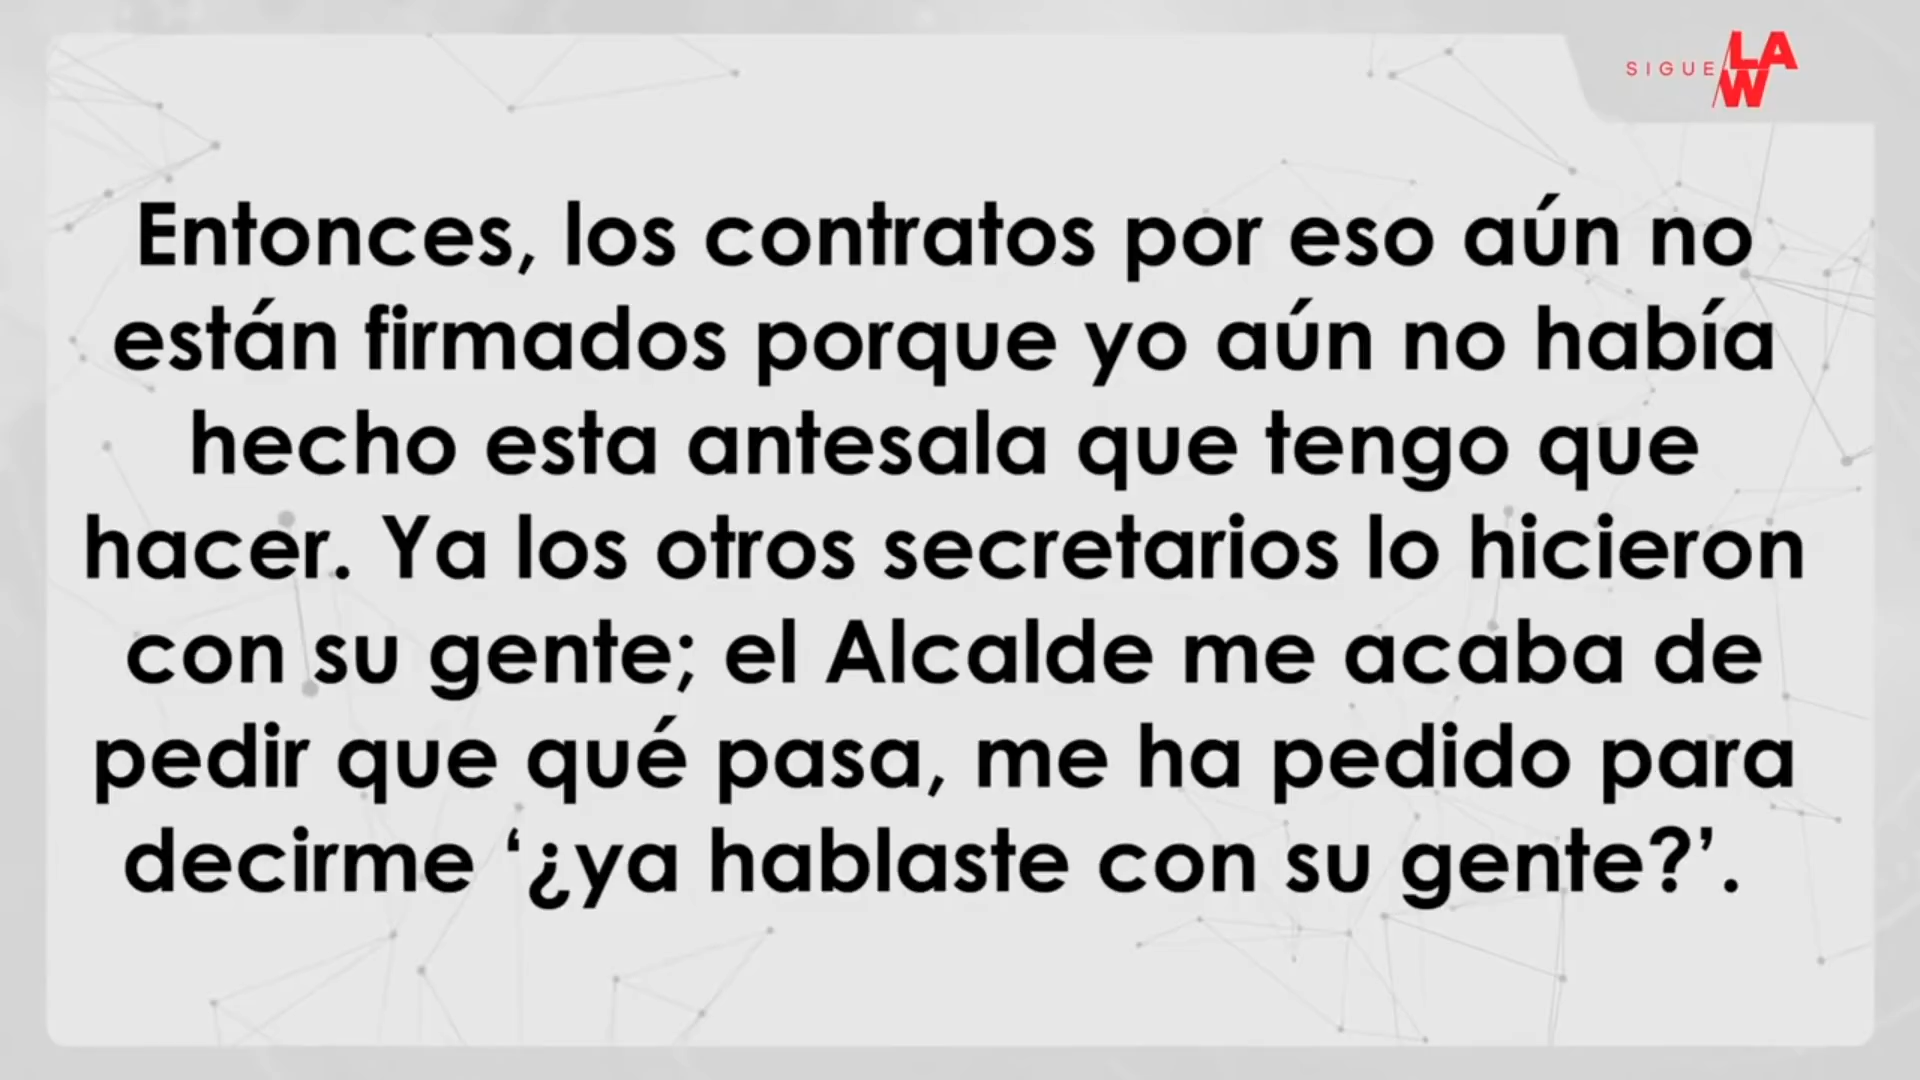 SIGUE LA W
Entonces, los contratos por eso aún no
están firmados porque yo aún no había
hecho esta antesala que tengo que
hacer. Ya los otros secretarios lo hicieron
con su gente; el Alcalde me acaba de
pedir que qué pasa, me ha pedido para
decirme ‘¿ya hablaste con su gente?’.